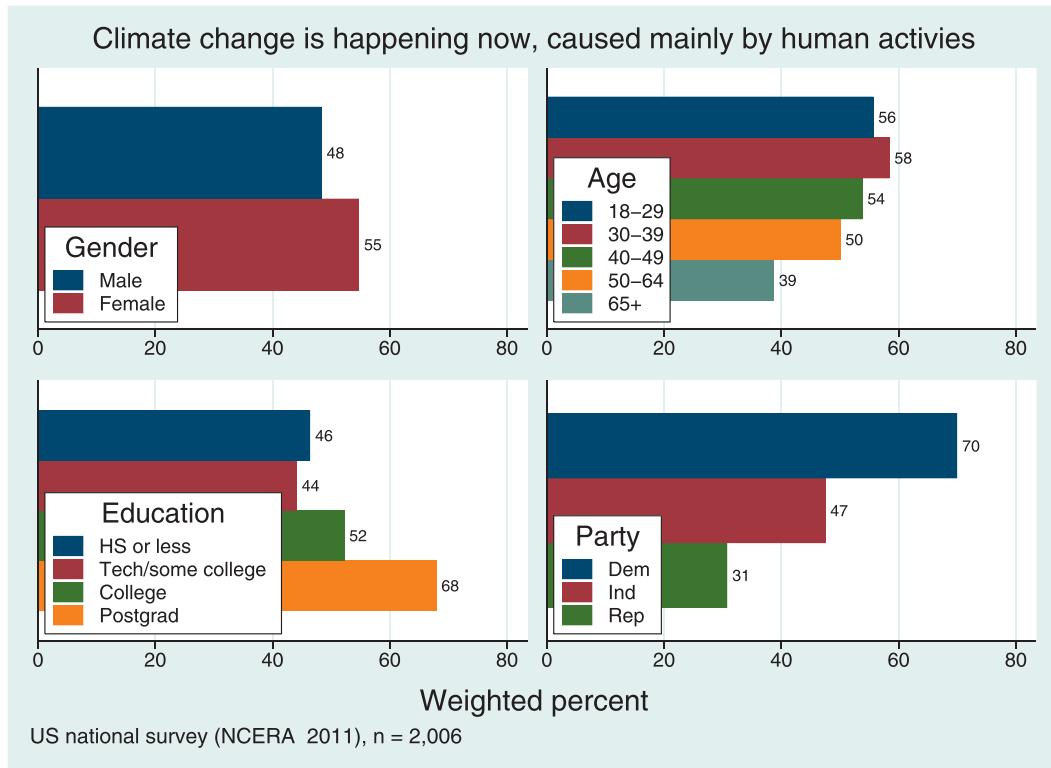 Climate change is happening now, caused mainly by human activies
48
55
Gender
Male
Female
0 20 40 60 80
56
58
54
50
39
Age
18–29
30–39
40–49
50–64
65+
0 20 40 60 80
46
44
52
68
Education
HS or less
Tech/some college
College
Postgrad
0 20 40 60 80
70
47
31
Party
Dem
Ind
Rep
0 20 40 60 80
Weighted percent
US national survey (NCERA 2011), n = 2,006